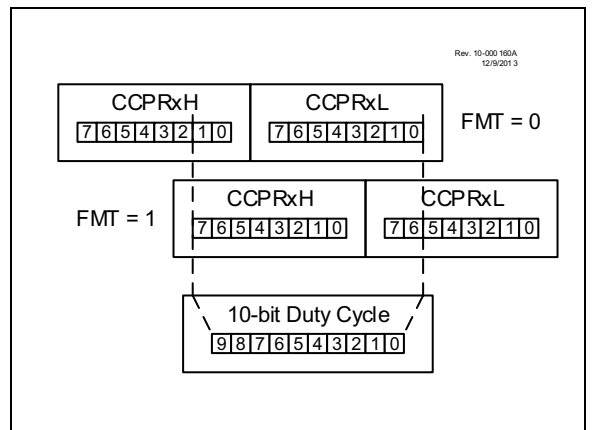 Rev. 10-000 160A
12/9/201 3
CCPRxH CCPRxL
7 6 5 4 3 2 1 0 7 6 5 4 3 2 1 0 FMT = 0
CCPRxH CCPRxL
FMT = 1 7 6 5 4 3 2 1 0 7 6 5 4 3 2 1 0
10-bit Duty Cycle
9 8 7 6 5 4 3 2 1 0